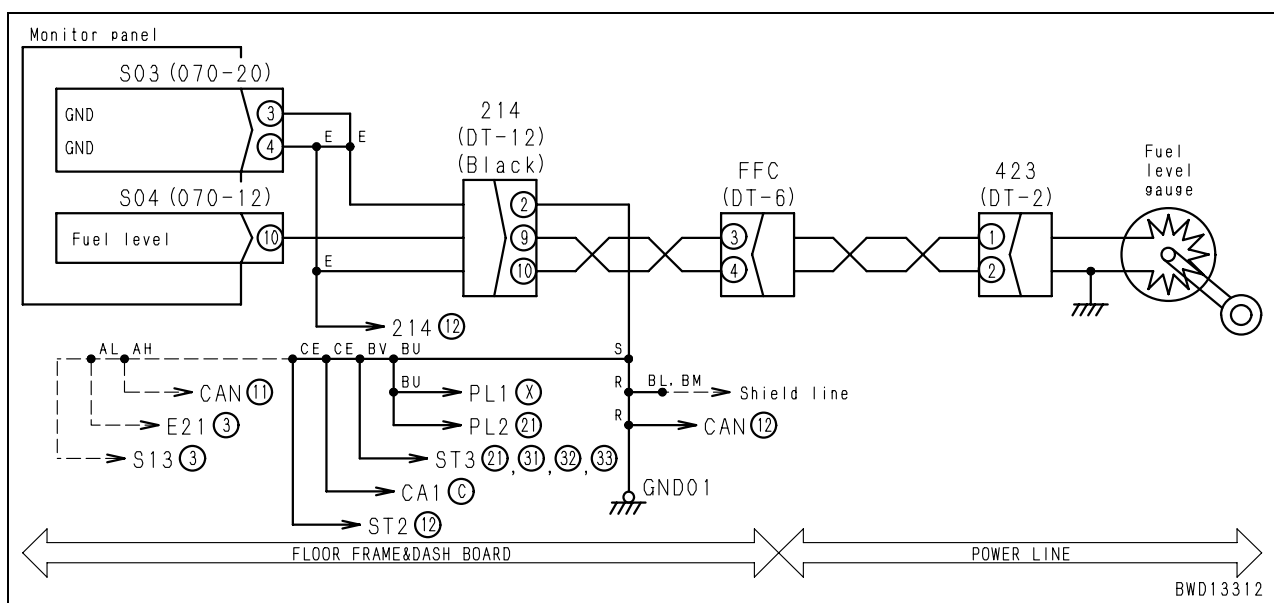 Monitor panel
S03 (070-20)
GND
③
GND
④
E E
S04 (070-12)
Fuel level
⑩
E
214
(DT-12)
(Black)
②
⑨
⑩
FFC
(DT-6)
③
④
423
(DT-2)
①
②
Fuel
level
gauge
214 ⑫
AL AH CE CE BV BU S
BU
R BL, BM
Shield line
R
CAN ⑪
PL1 Ⓧ
CAN ⑫
E21 ③
PL2 ㉑
S13 ③
ST3 ㉑, ㉛, ㉜, ㉝
CA1 Ⓒ
GND01
ST2 ⑫
FLOOR FRAME&DASH BOARD
POWER LINE
BWD13312